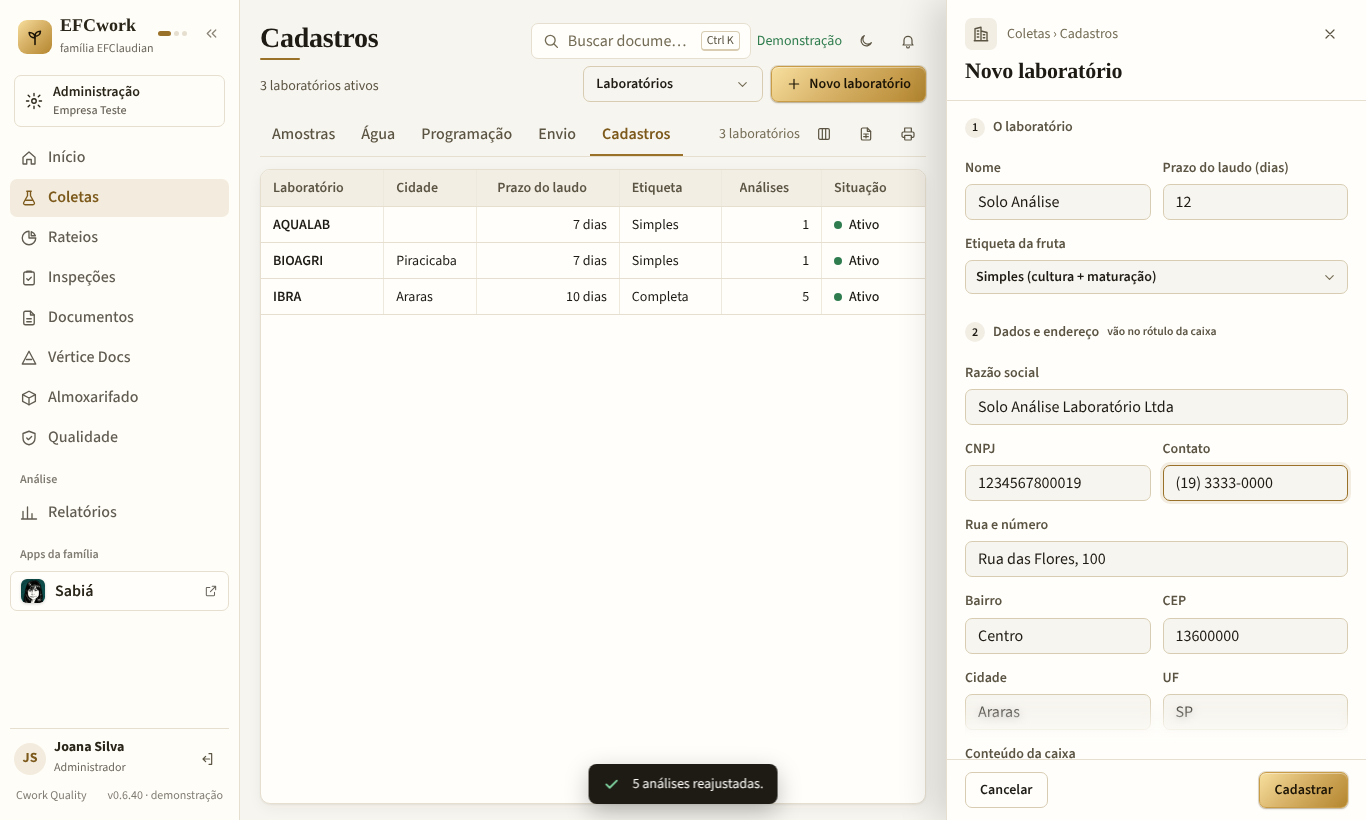 EFCwork
família EFClaudian
Administração
Empresa Teste
Início
Coletas
Rateios
Inspeções
Documentos
Vértice Docs
Almoxarifado
Qualidade
Análise
Relatórios
Apps da família
Sabiá
JS
Joana Silva
Administrador
Cwork Quality
v0.6.40 · demonstração
Cadastros
Buscar docume…
Ctrl K
Demonstração
3 laboratórios ativos
Laboratórios
Novo laboratório
Amostras Água Programação Envio Cadastros
3 laboratórios
Laboratório Cidade Prazo do laudo Etiqueta Análises Situação
AQUALAB 7 dias Simples 1 Ativo
BIOAGRI Piracicaba 7 dias Simples 1 Ativo
IBRA Araras 10 dias Completa 5 Ativo
5 análises reajustadas.
Coletas › Cadastros
Novo laboratório
1 O laboratório
Nome Prazo do laudo (dias)
Solo Análise 12
Etiqueta da fruta
Simples (cultura + maturação)
2 Dados e endereço vão no rótulo da caixa
Razão social
Solo Análise Laboratório Ltda
CNPJ Contato
1234567800019 (19) 3333-0000
Rua e número
Rua das Flores, 100
Bairro CEP
Centro 13600000
Cidade UF
Araras SP
Conteúdo da caixa
Cancelar Cadastrar